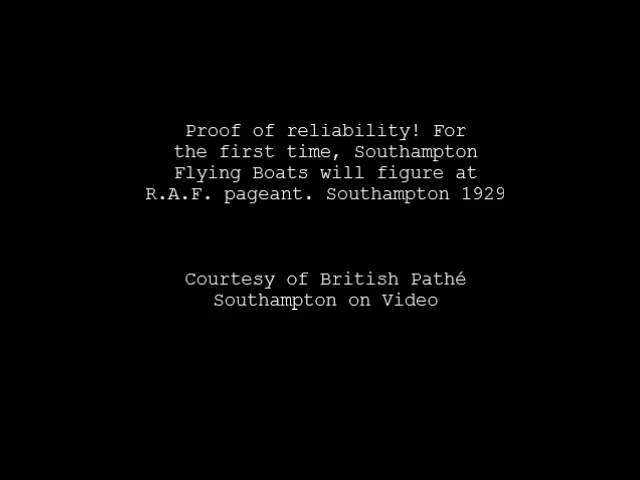 Proof of reliability! For
the first time, Southampton
Flying Boats will figure at
R.A.F. pageant. Southampton 1929
Courtesy of British Pathé
Southampton on Video